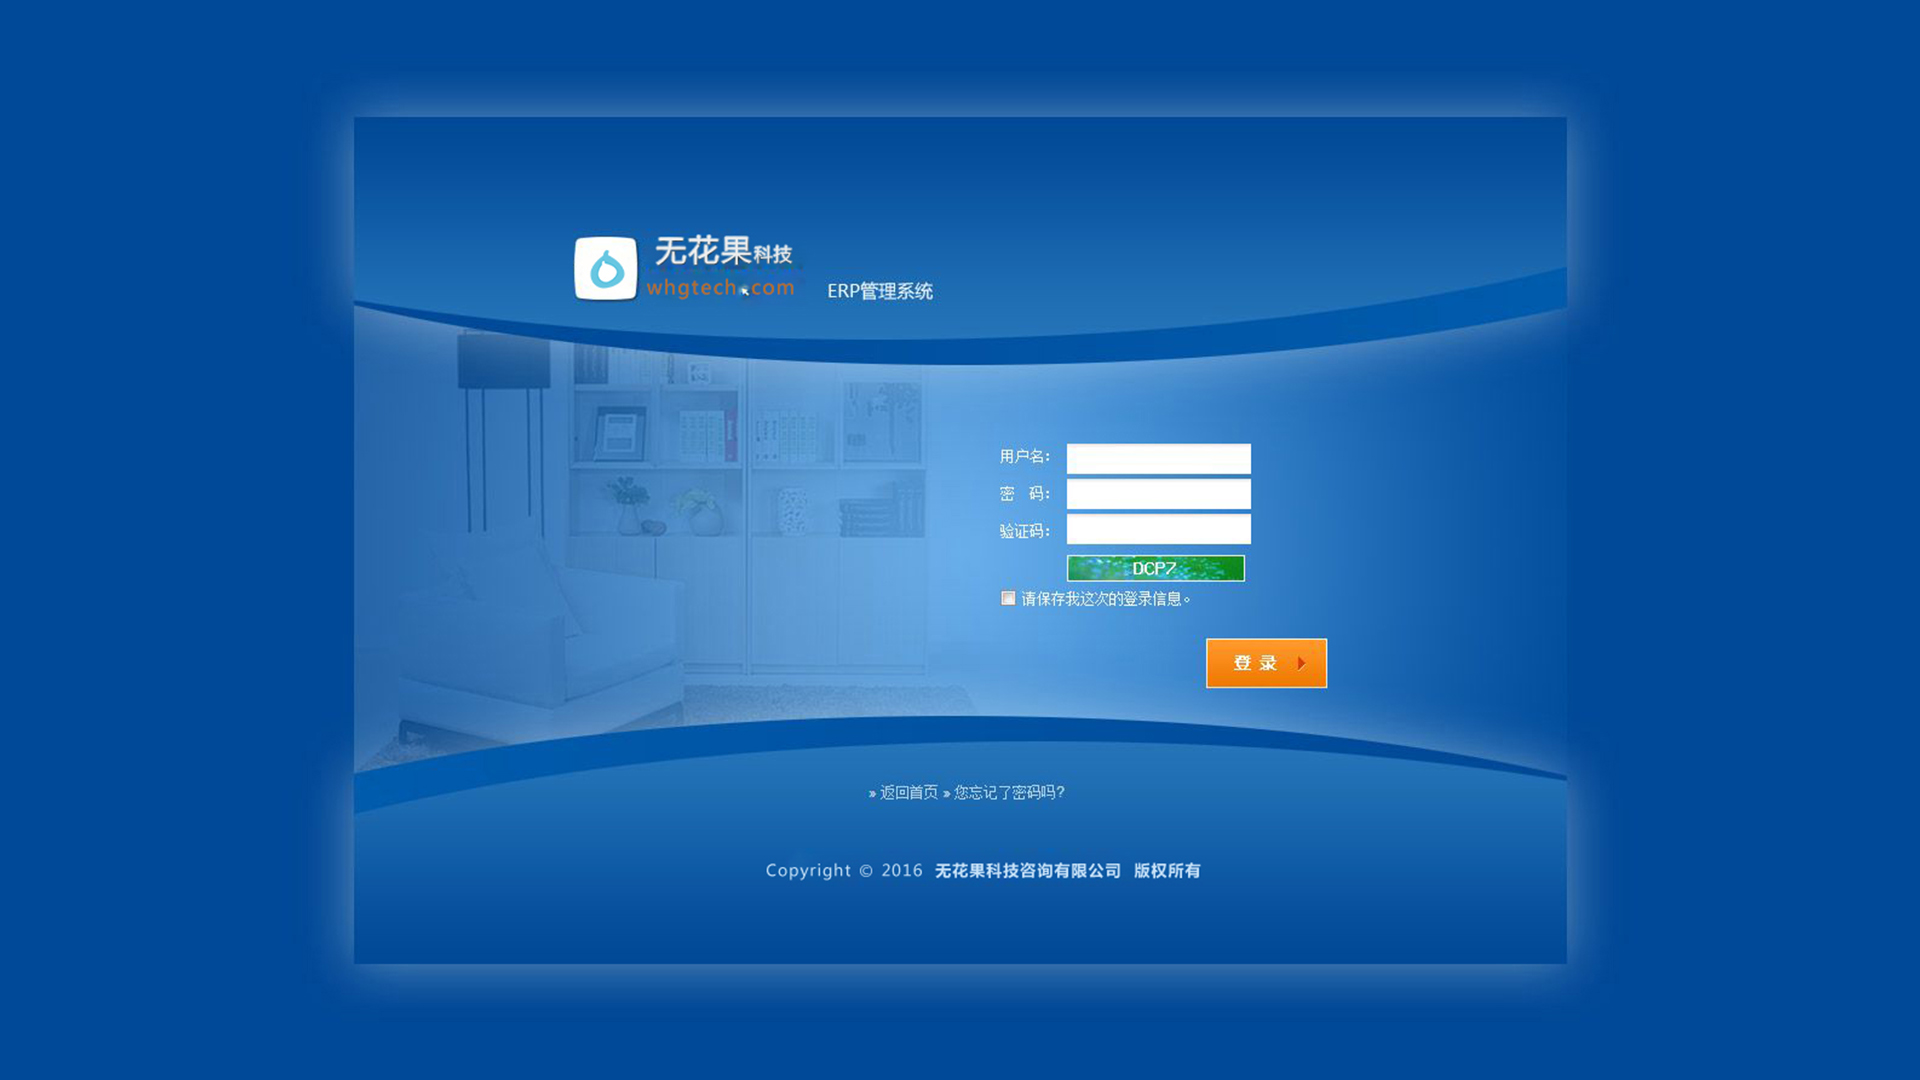 无花果科技
whgtech.com
ERP管理系统
用户名：
密 码：
验证码：
DCP7
请保存我这次的登录信息。
登 录
» 返回首页 » 您忘记了密码吗?
Copyright © 2016 无花果科技咨询有限公司 版权所有